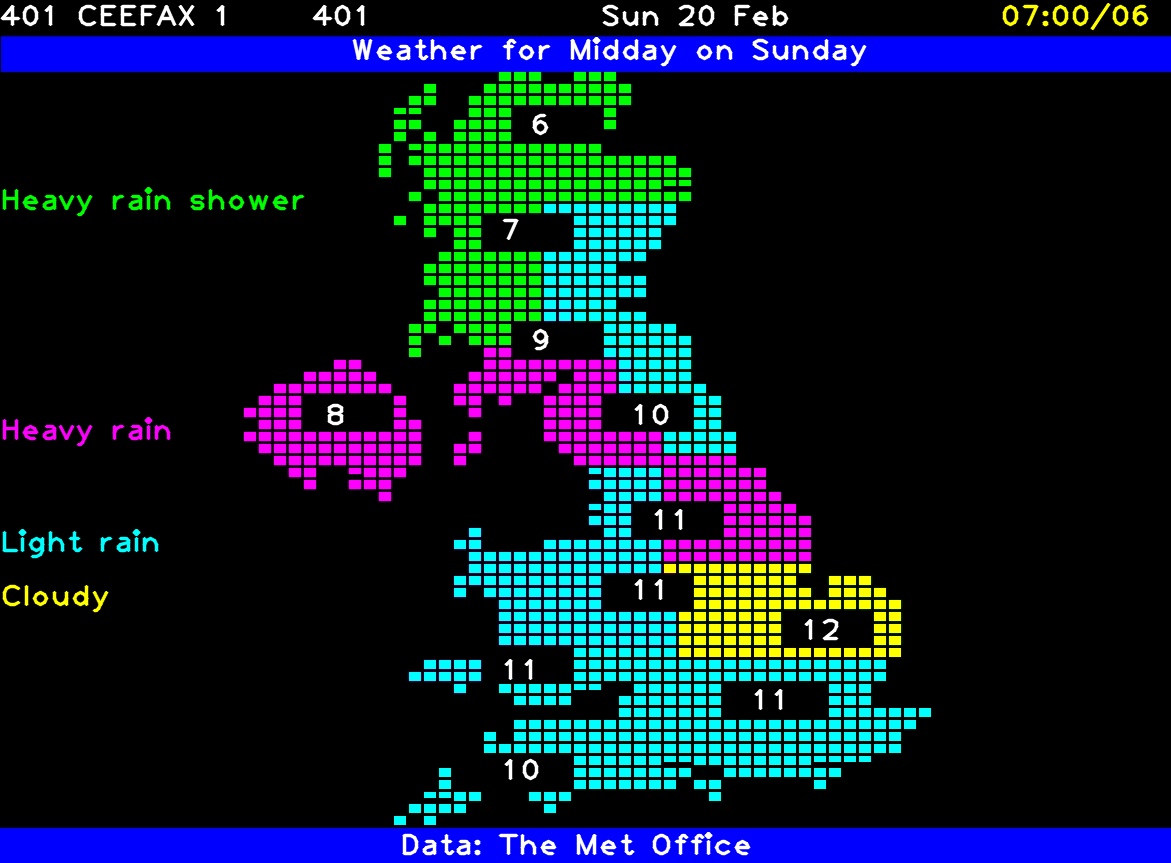 401 CEEFAX 1 401 Sun 20 Feb 07:00/06
Weather for Midday on Sunday
6
Heavy rain shower
7
9
8
10
Heavy rain
11
Light rain
11
Cloudy
12
11
11
10
Data: The Met Office